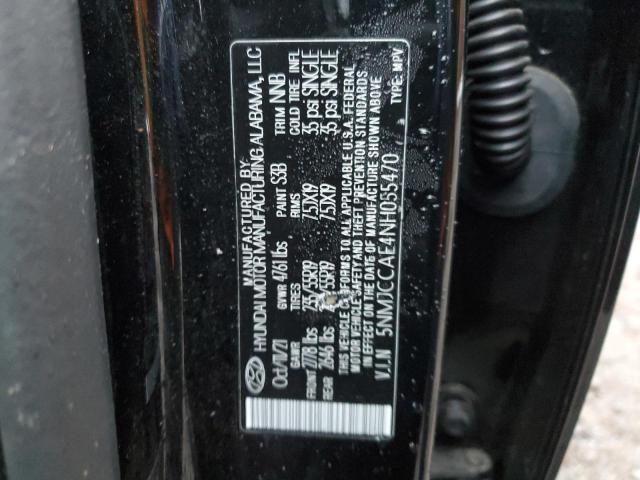 MANUFACTURED BY
HYUNDAI MOTOR MANUFACTURING ALABAMA, LLC
Oct/11/21 GVWR 4761 lbs PAINT S3B TRIM NNB
GAWR TIRES RIMS COLD TIRE INFL
FRONT 2778 lbs 235/55R19 7.5JX19 35 psi SINGLE
REAR 2646 lbs /55R19 7.5JX19 35 psi SINGLE
THIS VEHICLE CONFORMS TO ALL APPLICABLE U.S.A. FEDERAL
MOTOR VEHICLE SAFETY AND THEFT PREVENTION STANDARDS
IN EFFECT ON THE DATE OF MANUFACTURE SHOWN ABOVE
V.I.N 5NMJCCAE4NH055470 TYPE: MPV